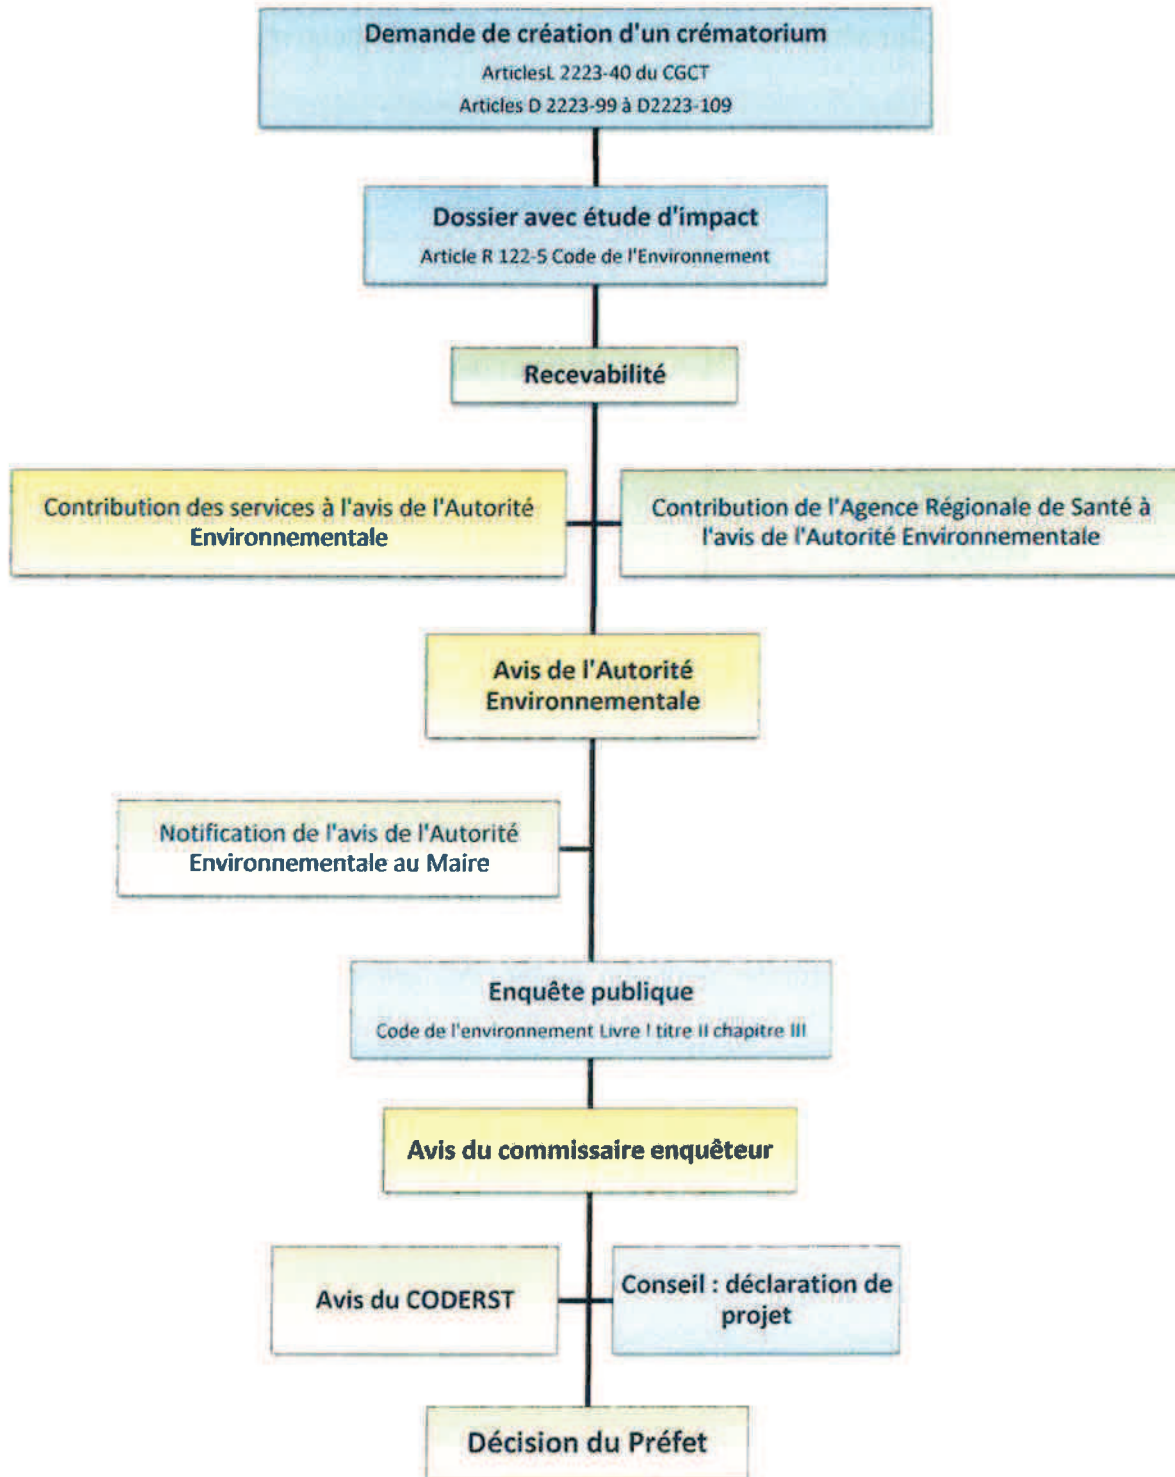 Demande de création d'un crématorium
ArticlesL 2223-40 du CGCT
Articles D 2223-99 à D2223-109
Dossier avec étude d'impact
Article R 122-5 Code de l'Environnement
Recevabilité
Contribution des services à l'avis de l'Autorité
Environnementale
Contribution de l'Agence Régionale de Santé à
l'avis de l'Autorité Environnementale
Avis de l'Autorité
Environnementale
Notification de l'avis de l'Autorité
Environnementale au Maire
Enquête publique
Code de l'environnement Livre I titre II chapitre III
Avis du commissaire enquêteur
Avis du CODERST
Conseil : déclaration de
projet
Décision du Préfet